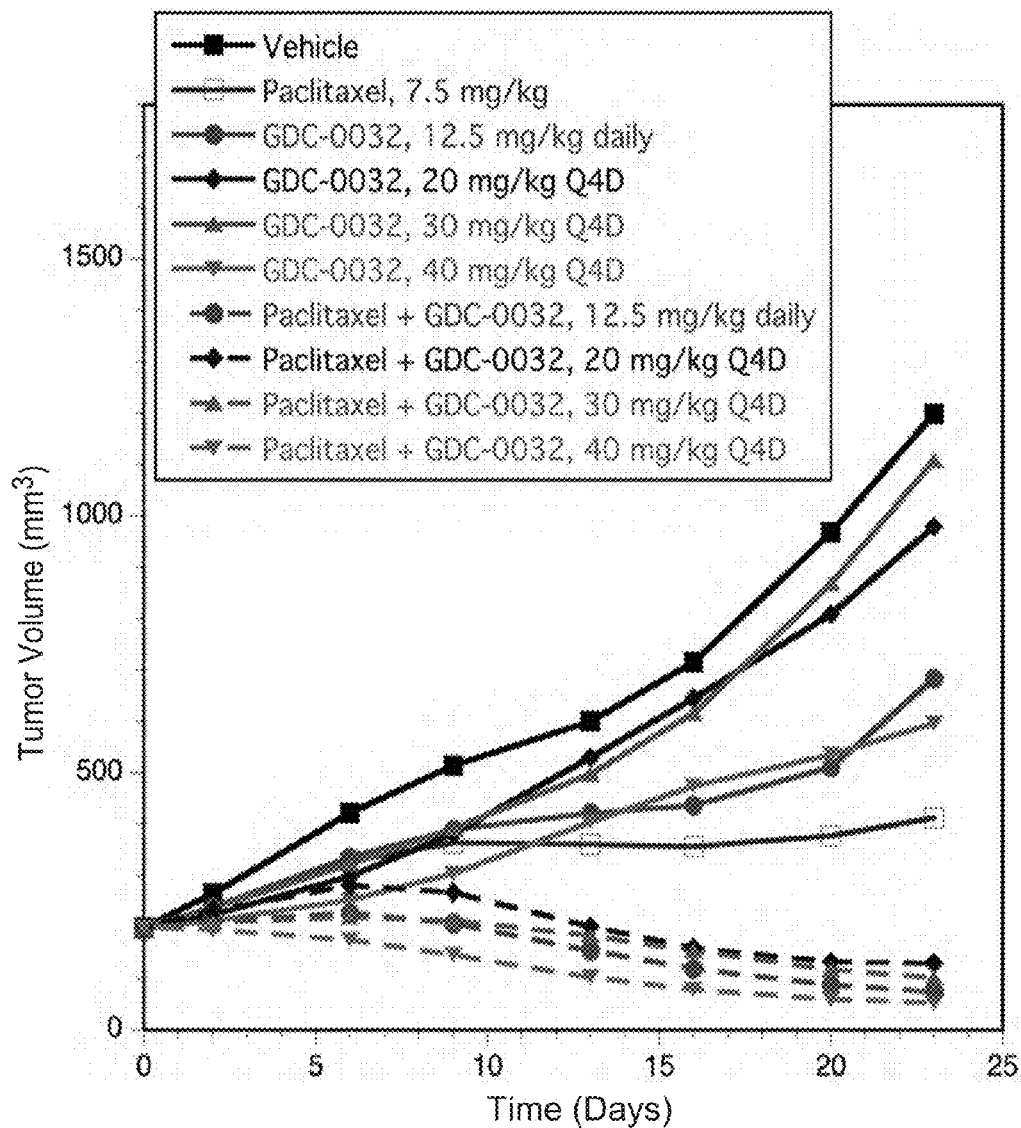 Vehicle
Paclitaxel, 7.5 mg/kg
GDC-0032, 12.5 mg/kg daily
GDC-0032, 20 mg/kg Q4D
GDC-0032, 30 mg/kg Q4D
GDC-0032, 40 mg/kg Q4D
Paclitaxel + GDC-0032, 12.5 mg/kg daily
Paclitaxel + GDC-0032, 20 mg/kg Q4D
Paclitaxel + GDC-0032, 30 mg/kg Q4D
Paclitaxel + GDC-0032, 40 mg/kg Q4D
1500
1000
500
0
Tumor Volume (mm³)
0 5 10 15 20 25
Time (Days)